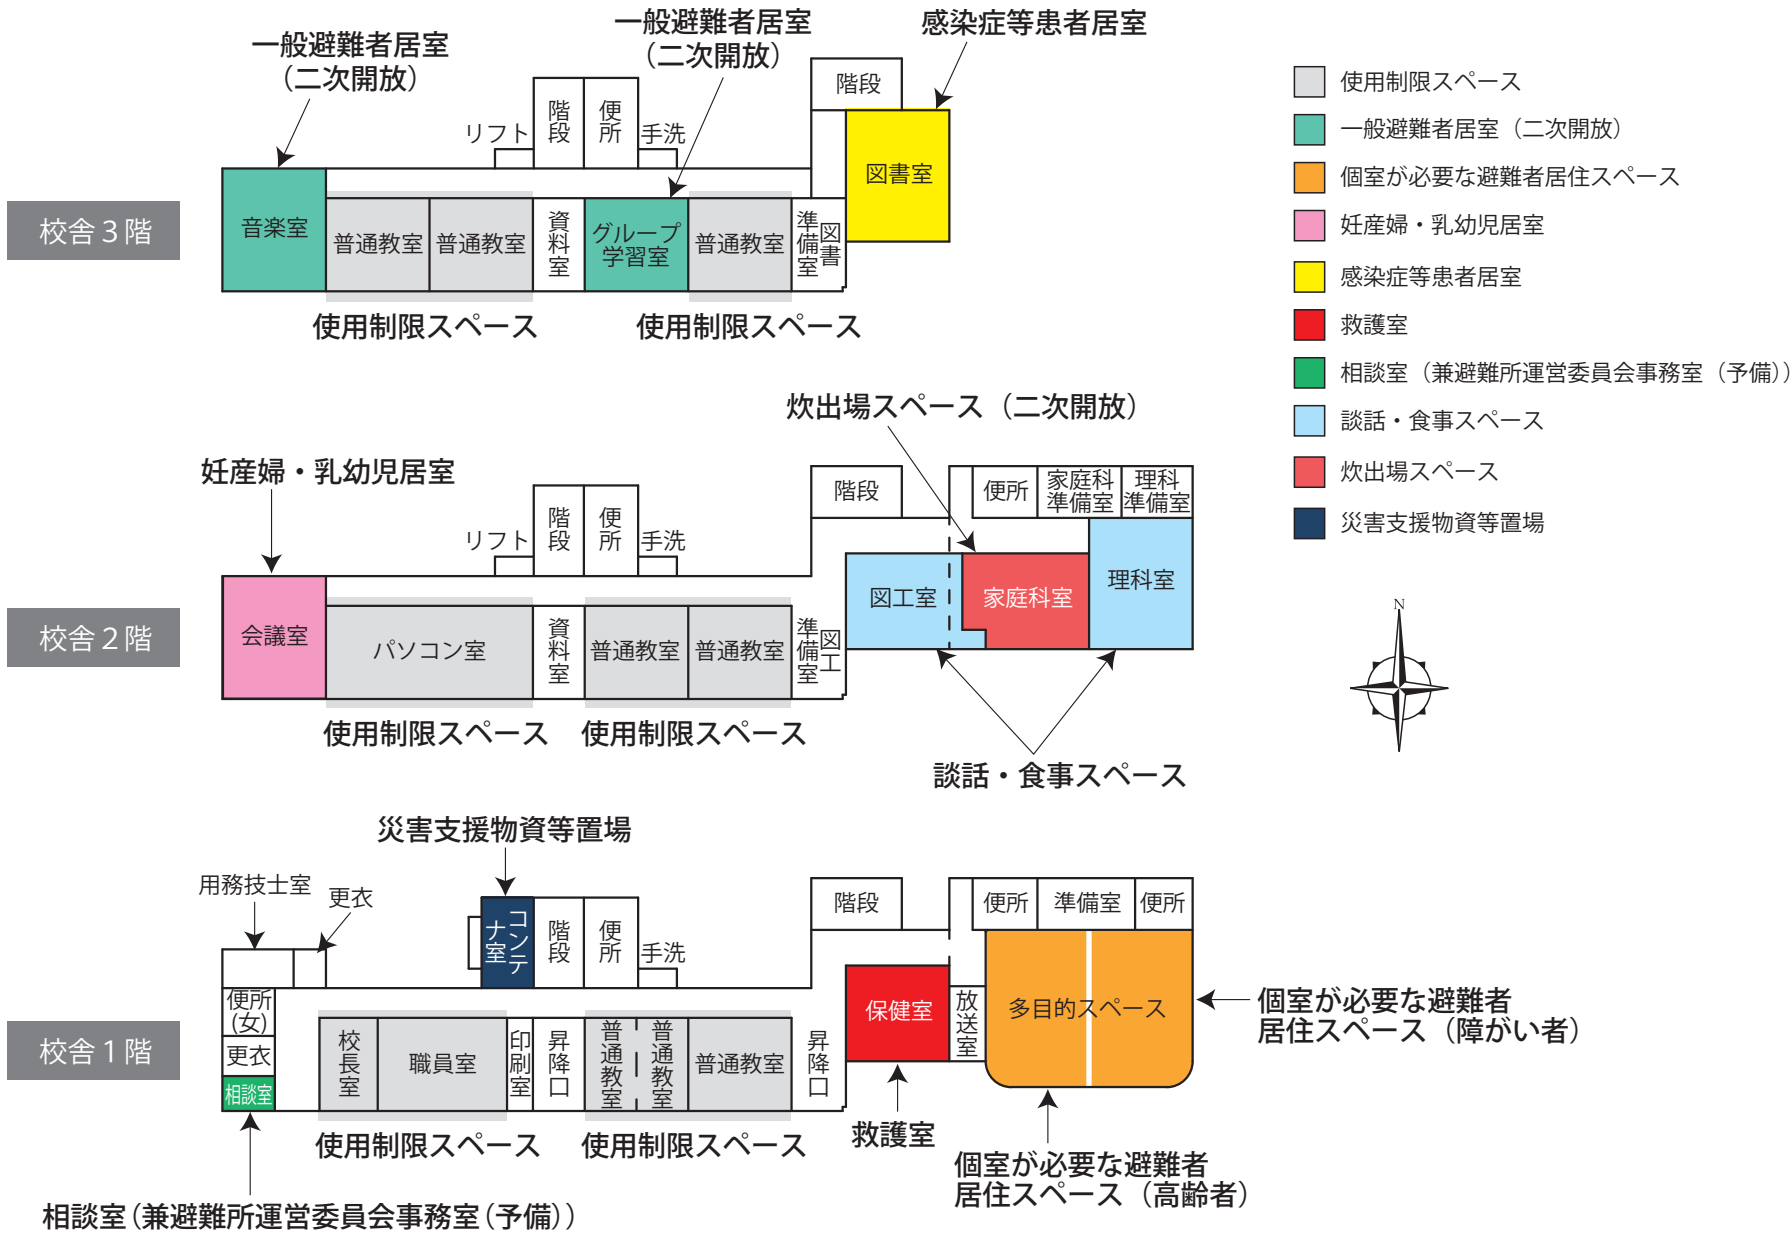 一般避難者居室
（二次開放）
一般避難者居室
（二次開放）
感染症等患者居室
階段
リフト
階段
便所
手洗
図書室
校舎３階
音楽室
普通教室
普通教室
資料室
グループ
学習室
普通教室
図書
準備室
使用制限スペース
使用制限スペース
使用制限スペース
一般避難者居室（二次開放）
個室が必要な避難者居住スペース
妊産婦・乳幼児居室
感染症等患者居室
救護室
相談室（兼避難所運営委員会事務室（予備））
談話・食事スペース
炊出場スペース
災害支援物資等置場
N
炊出場スペース（二次開放）
妊産婦・乳幼児居室
階段
便所
家庭科
準備室
理科
準備室
リフト
階段
便所
手洗
校舎２階
会議室
パソコン室
資料室
普通教室
普通教室
図工
準備室
図工室
家庭科室
理科室
使用制限スペース
使用制限スペース
談話・食事スペース
災害支援物資等置場
用務技士室
更衣
コンテ
ナ室
階段
便所
手洗
階段
便所
準備室
便所
校舎１階
便所
(女)
更衣
相談室
校長室
職員室
印刷室
昇降口
普通教室
普通教室
普通教室
昇降口
保健室
放送室
多目的スペース
個室が必要な避難者
居住スペース（障がい者）
使用制限スペース
使用制限スペース
救護室
個室が必要な避難者
居住スペース（高齢者）
相談室（兼避難所運営委員会事務室（予備））